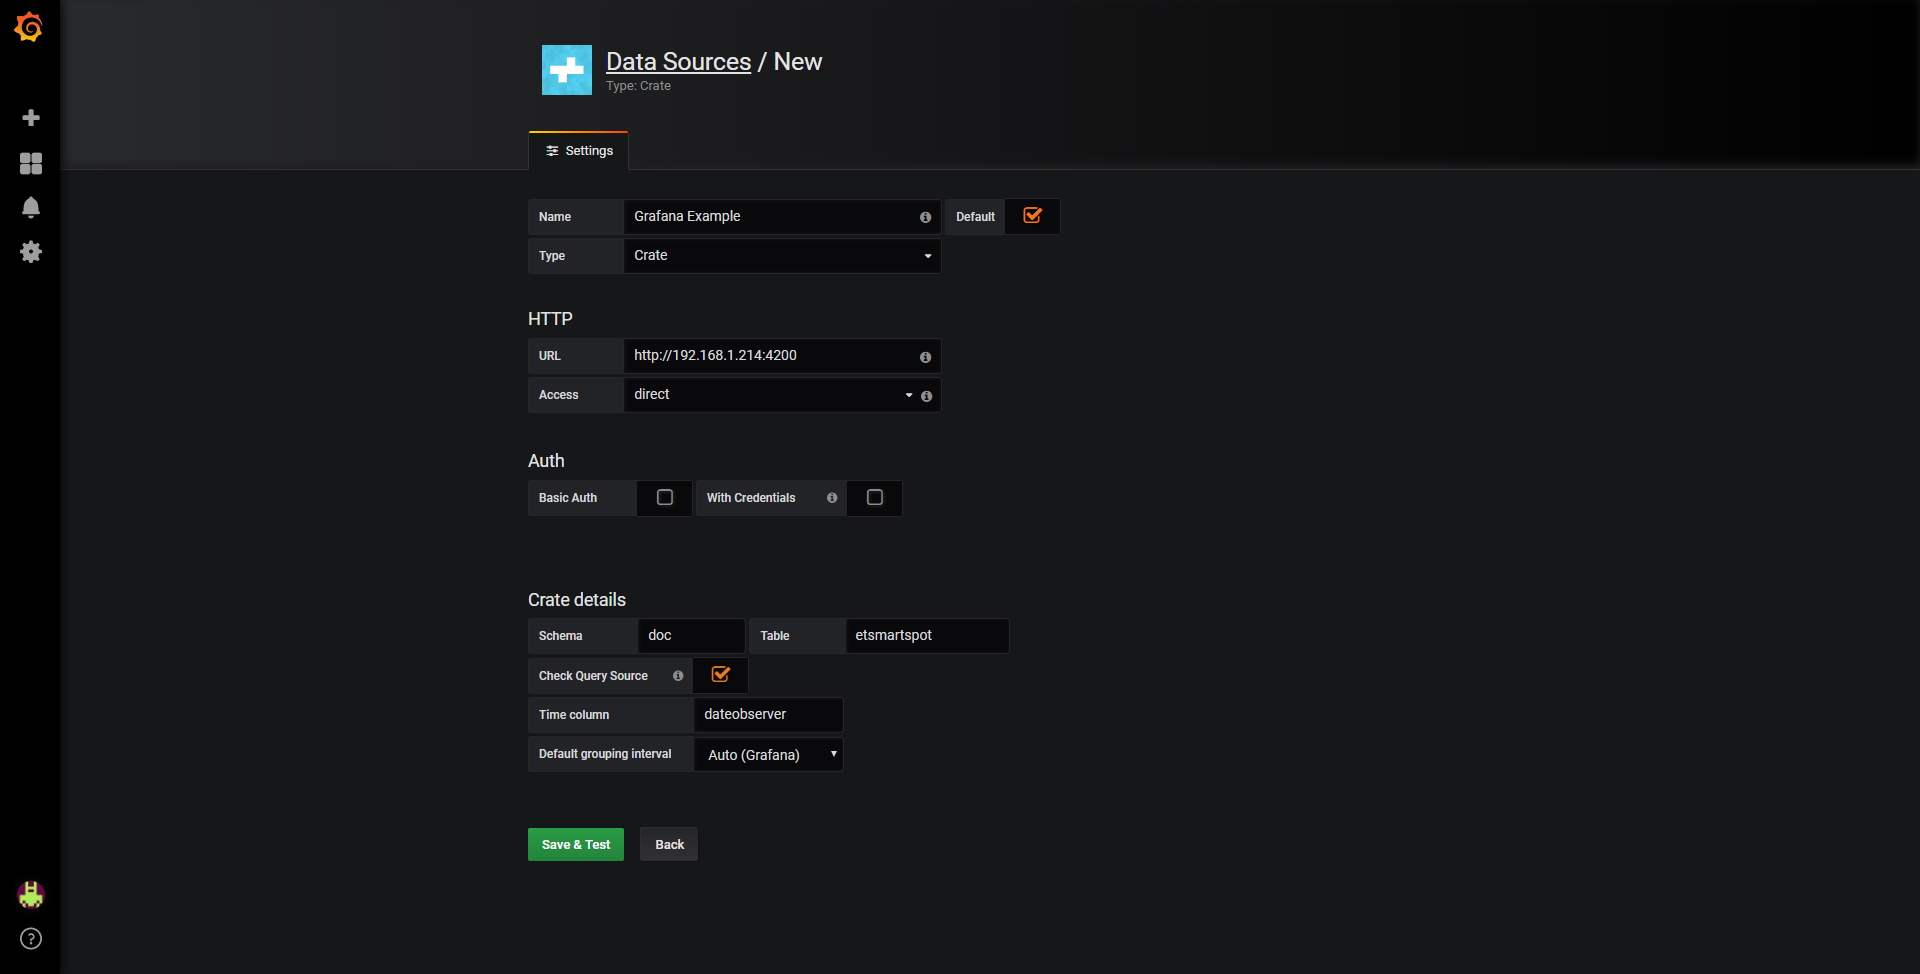 Data Sources / New
Type: Crate
Settings
Name Grafana Example Default
Type Crate
HTTP
URL http://192.168.1.214:4200
Access direct
Auth
Basic Auth With Credentials
Crate details
Schema doc Table etsmartspot
Check Query Source
Time column dateobserver
Default grouping interval Auto (Grafana)
Save & Test Back